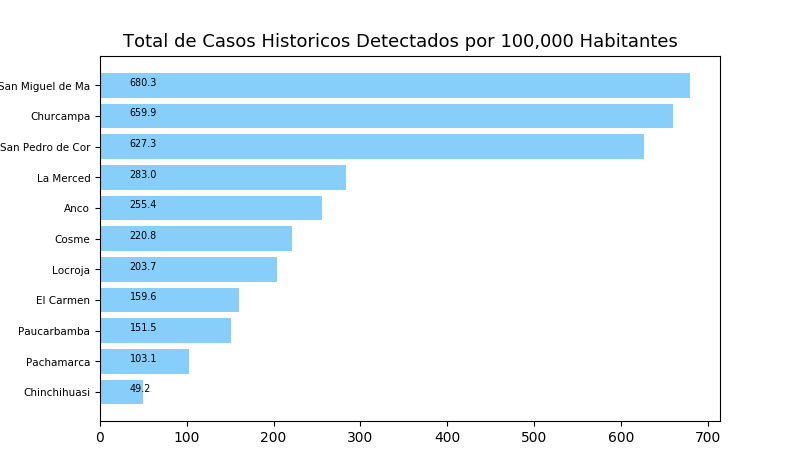 Total de Casos Historicos Detectados por 100,000 Habitantes
San Miguel de Ma 680.3
Churcampa 659.9
San Pedro de Cor 627.3
La Merced 283.0
Anco 255.4
Cosme 220.8
Locroja 203.7
El Carmen 159.6
Paucarbamba 151.5
Pachamarca 103.1
Chinchihuasi 49.2
0 100 200 300 400 500 600 700